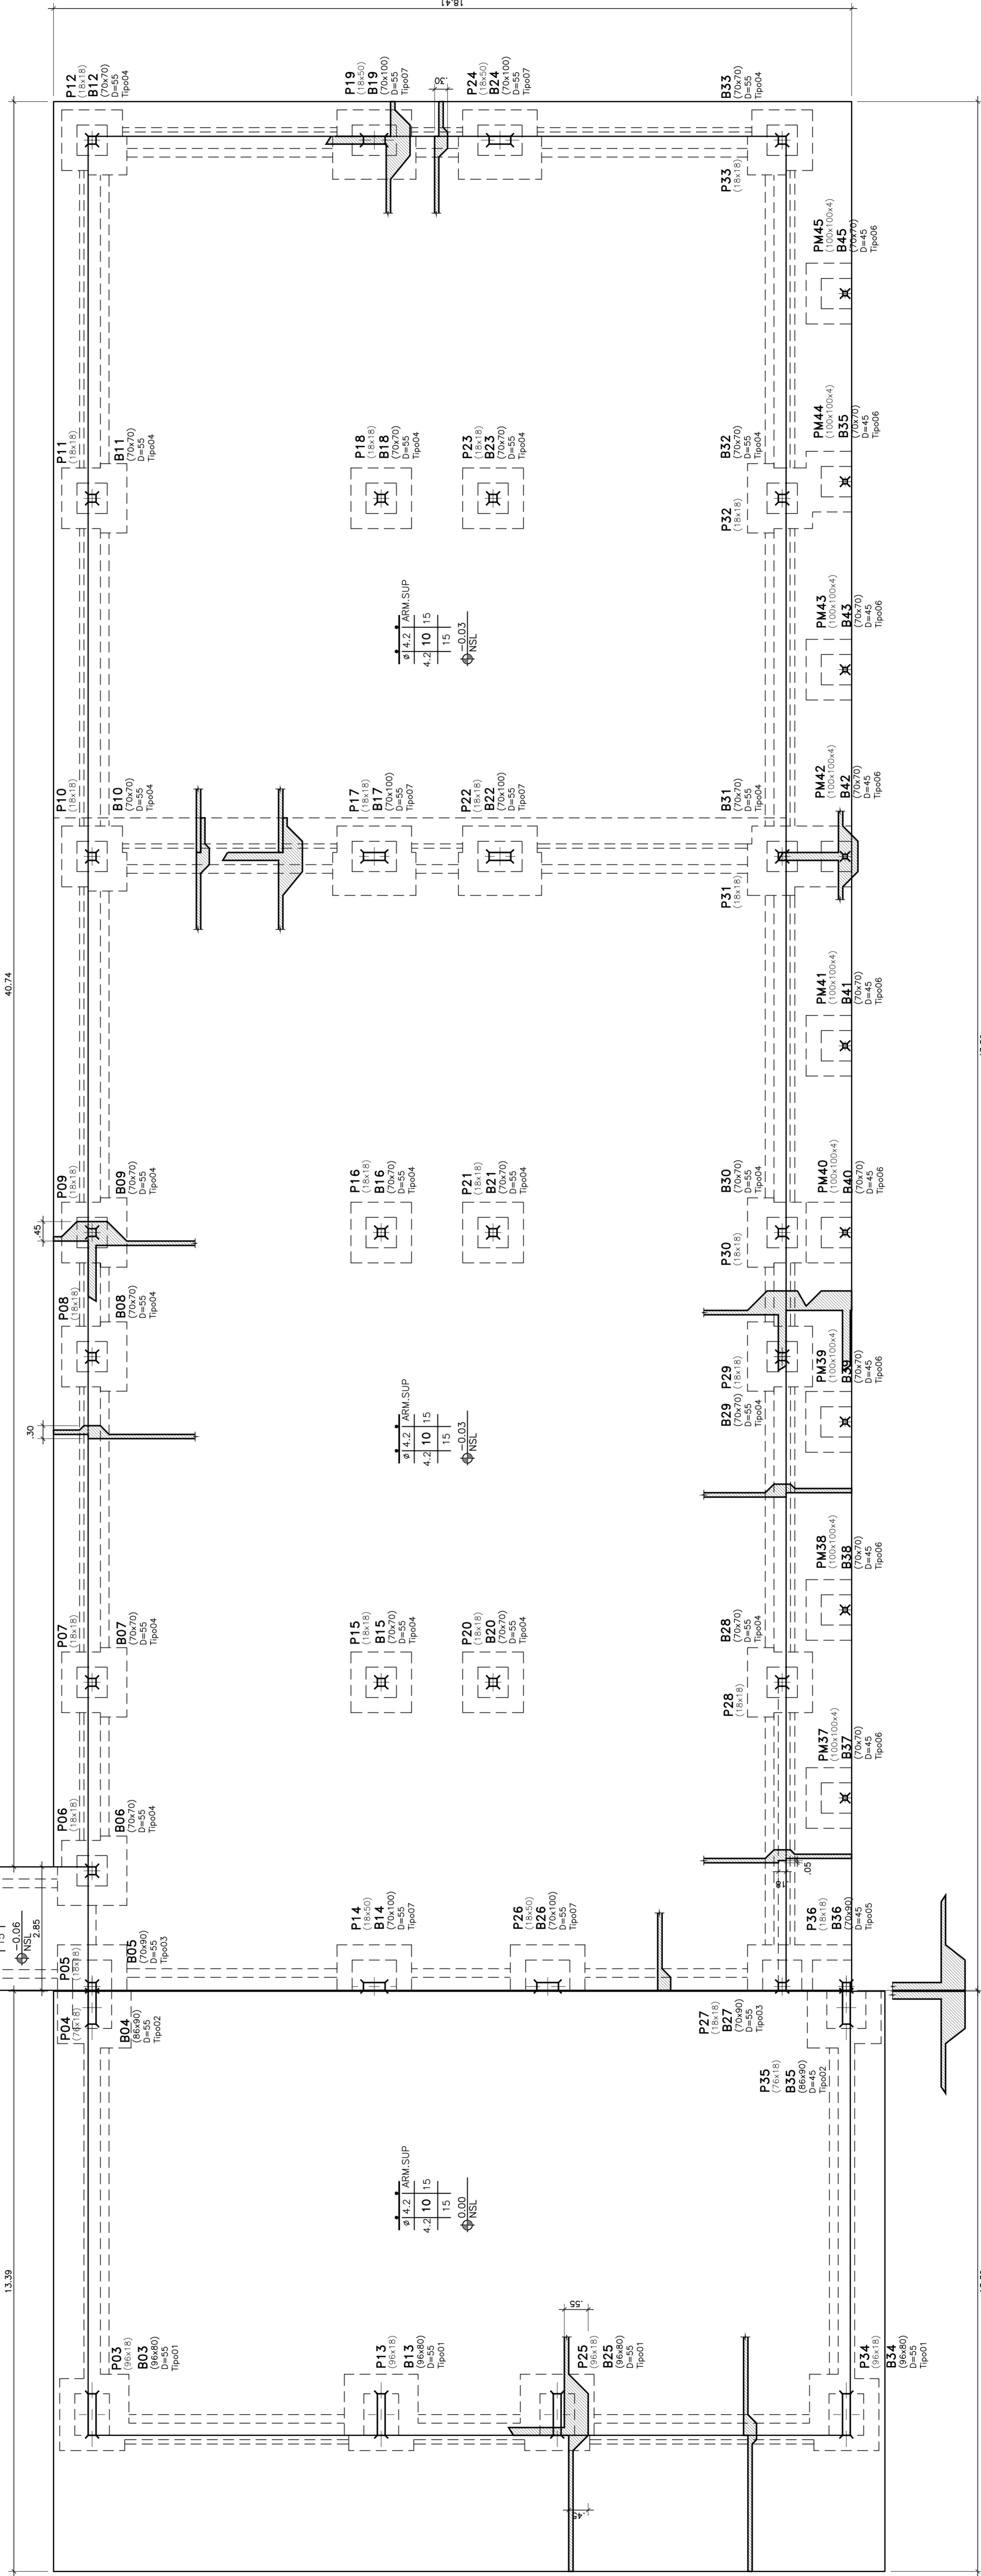 18.41
P12
(18x18)
B12
(70x70)
D=55
Tipo04
P19
(18x50)
B19
(70x100)
D=55
Tipo07
P24
(18x50)
B24
(70x100)
D=55
Tipo07
B33
(70x70)
D=55
Tipo04
.30
P33
(18x18)
PM45
(100x100x4)
B45
(70x70)
D=45
Tipo06
P11
(18x18)
B11
(70x70)
D=55
Tipo04
P18
(18x18)
B18
(70x70)
D=55
Tipo04
P23
(18x18)
B23
(70x70)
D=55
Tipo04
B32
(70x70)
D=55
Tipo04
P32
(18x18)
PM44
(100x100x4)
B35
(70x70)
D=45
Tipo06
ø 4.2 ARM.SUP
4.2 10 15
15
-0.03
NSL
PM43
(100x100x4)
B43
(70x70)
D=45
Tipo06
P10
(18x18)
B10
(70x70)
D=55
Tipo04
P17
(18x18)
B17
(70x100)
D=55
Tipo07
P22
(18x18)
B22
(70x100)
D=55
Tipo07
B31
(70x70)
D=55
Tipo04
P31
(18x18)
PM42
(100x100x4)
B42
(70x70)
D=45
Tipo06
40.74
PM41
(100x100x4)
B41
(70x70)
D=45
Tipo06
P09
(18x18)
B09
(70x70)
D=55
Tipo04
.45
P16
(18x18)
B16
(70x70)
D=55
Tipo04
P21
(18x18)
B21
(70x70)
D=55
Tipo04
B30
(70x70)
D=55
Tipo04
P30
(18x18)
PM40
(100x100x4)
B40
(70x70)
D=45
Tipo06
P08
(18x18)
B08
(70x70)
D=55
Tipo04
.30
P29
(18x18)
B29
(70x70)
D=55
Tipo04
PM39
(100x100x4)
B39
(70x70)
D=45
Tipo06
ø 4.2 ARM.SUP
4.2 10 15
15
-0.03
NSL
PM38
(100x100x4)
B38
(70x70)
D=45
Tipo06
P07
(18x18)
B07
(70x70)
D=55
Tipo04
P15
(18x18)
B15
(70x70)
D=55
Tipo04
P20
(18x18)
B20
(70x70)
D=55
Tipo04
B28
(70x70)
D=55
Tipo04
P28
(18x18)
PM37
(100x100x4)
B37
(70x70)
D=45
Tipo06
P06
(18x18)
B06
(70x70)
D=55
Tipo04
.05
-0.06
NSL
2.85
P05
(18x18)
B05
(70x90)
D=55
Tipo03
P14
(18x50)
B14
(70x100)
D=55
Tipo07
P26
(18x50)
B26
(70x100)
D=55
Tipo07
P36
(18x18)
B36
(70x90)
D=45
Tipo05
P04
(76x18)
B04
(86x90)
D=55
Tipo02
P27
(18x18)
B27
(70x90)
D=55
Tipo03
P35
(76x18)
B35
(86x90)
D=45
Tipo02
ø 4.2 ARM.SUP
4.2 10 15
15
0.00
NSL
13.39
P03
(96x18)
B03
(96x80)
D=55
Tipo01
P13
(96x18)
B13
(96x80)
D=55
Tipo01
.55
P25
(96x18)
B25
(96x80)
D=55
Tipo01
P34
(96x18)
B34
(96x80)
D=55
Tipo01
.45